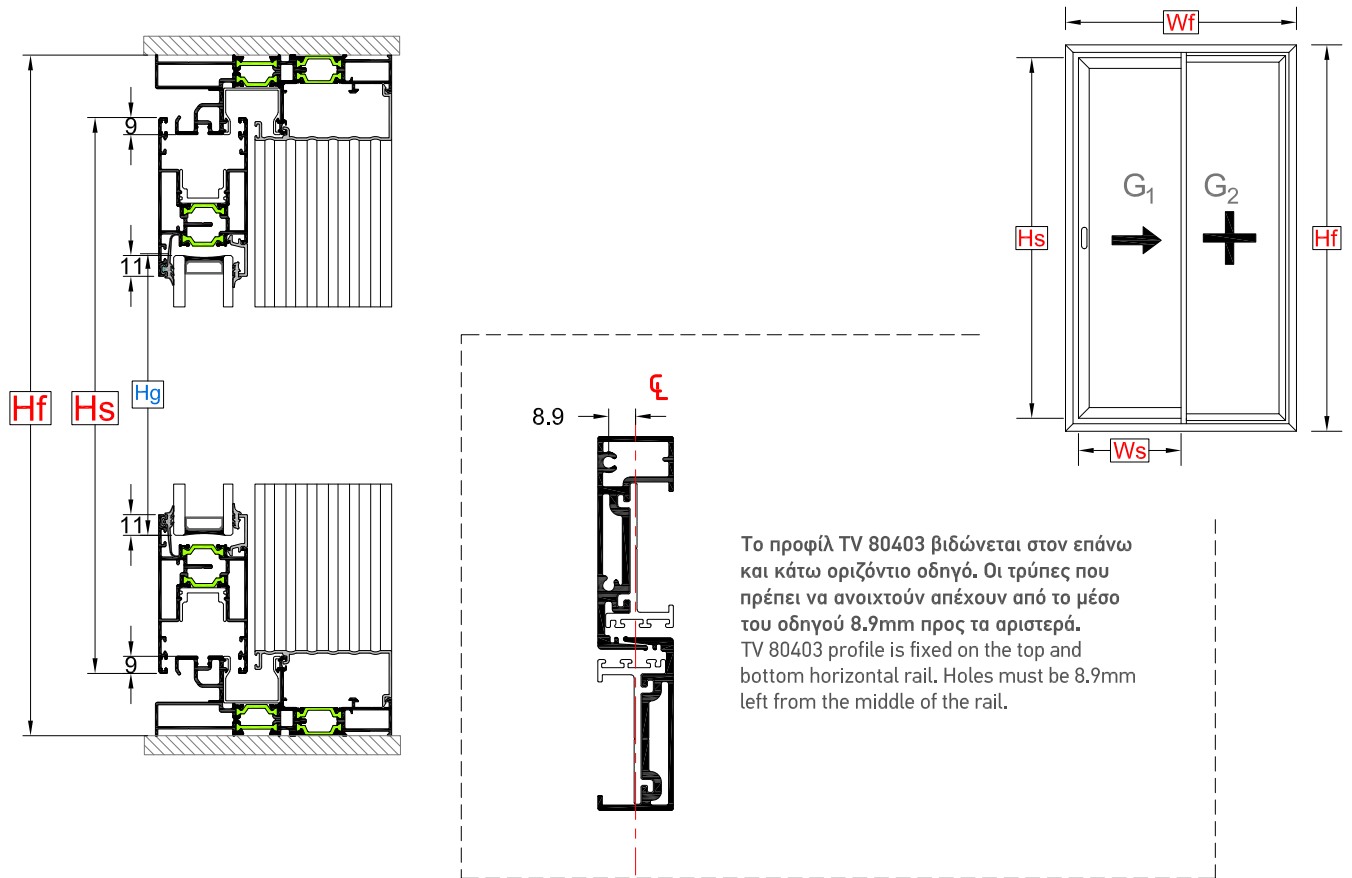 Wf
Hf
Hs
Hg
9
11
11
9
Hs
G1
G2
Hf
Ws
8.9
℄
Το προφίλ TV 80403 βιδώνεται στον επάνω
και κάτω οριζόντιο οδηγό. Οι τρύπες που
πρέπει να ανοιχτούν απέχουν από το μέσο
του οδηγού 8.9mm προς τα αριστερά.
TV 80403 profile is fixed on the top and
bottom horizontal rail. Holes must be 8.9mm
left from the middle of the rail.